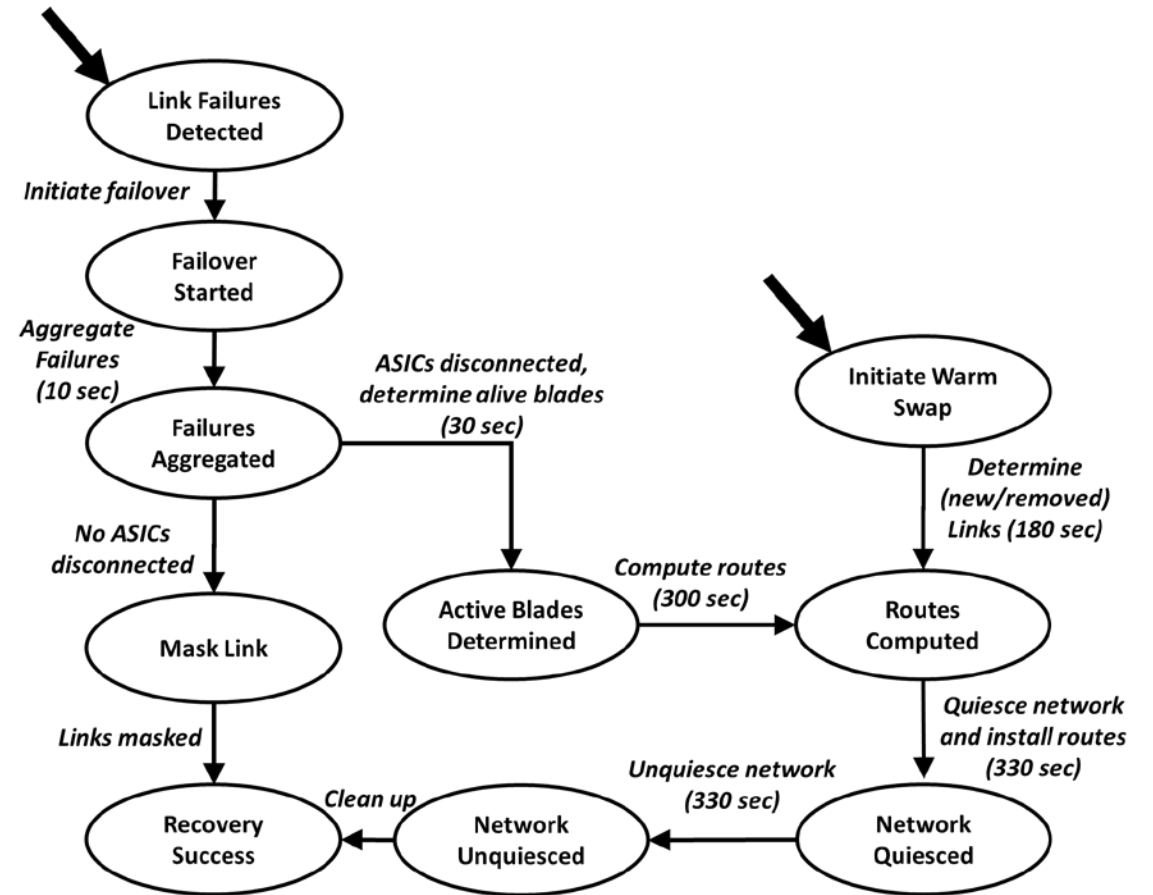 Link Failures
Detected
Initiate failover
Failover
Started
Aggregate
Failures
(10 sec)
ASICs disconnected,
determine alive blades
(30 sec)
Initiate Warm
Swap
Failures
Aggregated
Determine
(new/removed)
Links (180 sec)
No ASICs
disconnected
Compute routes
(300 sec)
Active Blades
Determined
Routes
Computed
Mask Link
Quiesce network
and install routes
(330 sec)
Links masked
Unquiesce network
(330 sec)
Clean up
Recovery
Success
Network
Unquiesced
Network
Quiesced